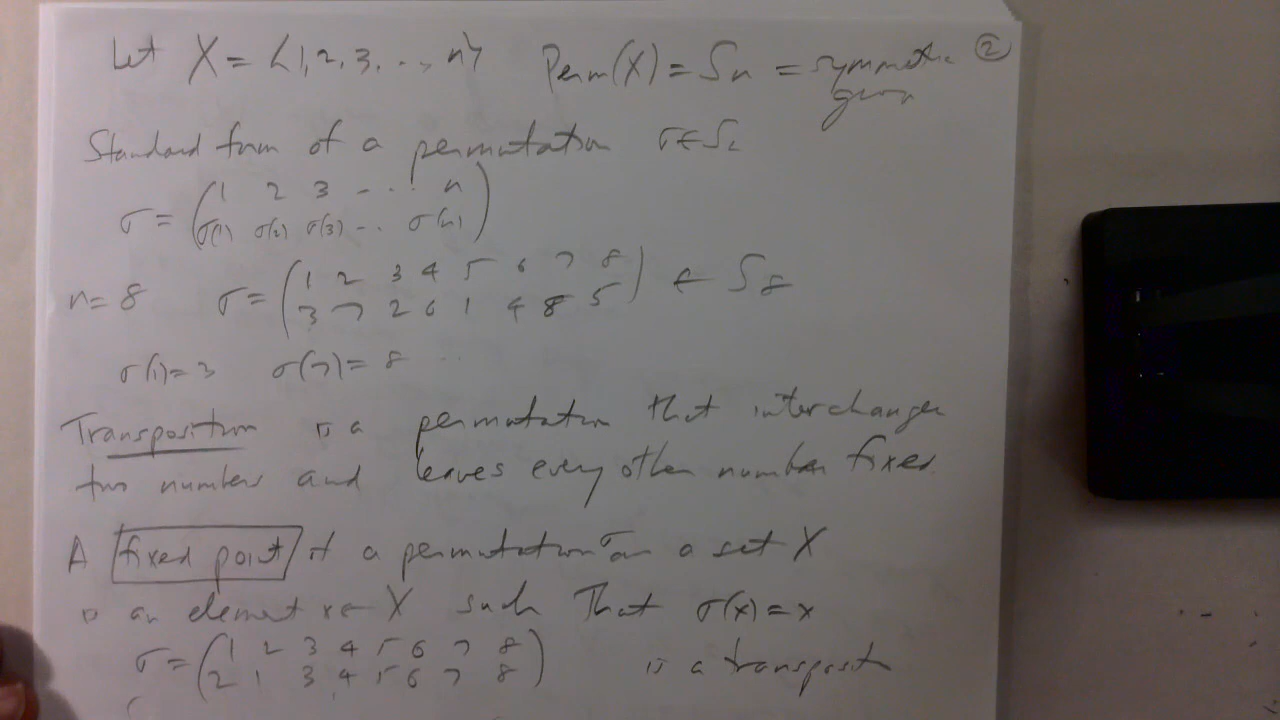 Let X = {1, 2, 3, . . , n} Perm(X) = Sn = symmetric ②
group
Standard form of a permutation σ ∈ Sn
σ = (1 2 3 - . . . n
σ(1) σ(2) σ(3) - . . σ(n))
n = 8 σ = (1 2 3 4 5 6 7 8
3 7 2 6 1 4 8 5) ∈ S8
σ(1) = 3 σ(7) = 8 . .
Transposition is a permutation that interchanges
two numbers and leaves every other number fixed
A fixed point of a permutation σ on a set X
is an element x ∈ X such that σ(x) = x
σ = (1 2 3 4 5 6 7 8
2 1 3 4 5 6 7 8) is a transposit